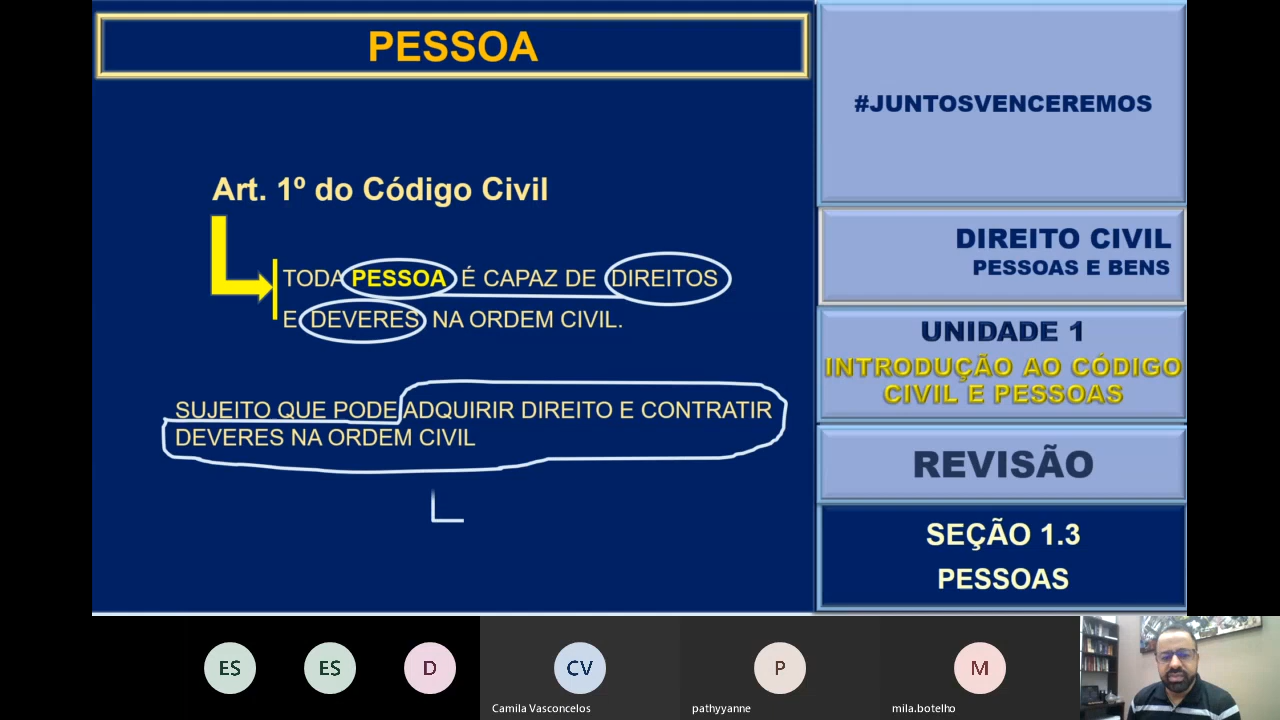 PESSOA
Art. 1º do Código Civil
TODA PESSOA É CAPAZ DE DIREITOS
E DEVERES NA ORDEM CIVIL.
SUJEITO QUE PODE ADQUIRIR DIREITO E CONTRATIR
DEVERES NA ORDEM CIVIL
#JUNTOSVENCEREMOS
DIREITO CIVIL
PESSOAS E BENS
UNIDADE 1
INTRODUÇÃO AO CÓDIGO
CIVIL E PESSOAS
REVISÃO
SEÇÃO 1.3
PESSOAS
ES
ES
D
CV
Camila Vasconcelos
P
pathyyanne
M
mila.botelho